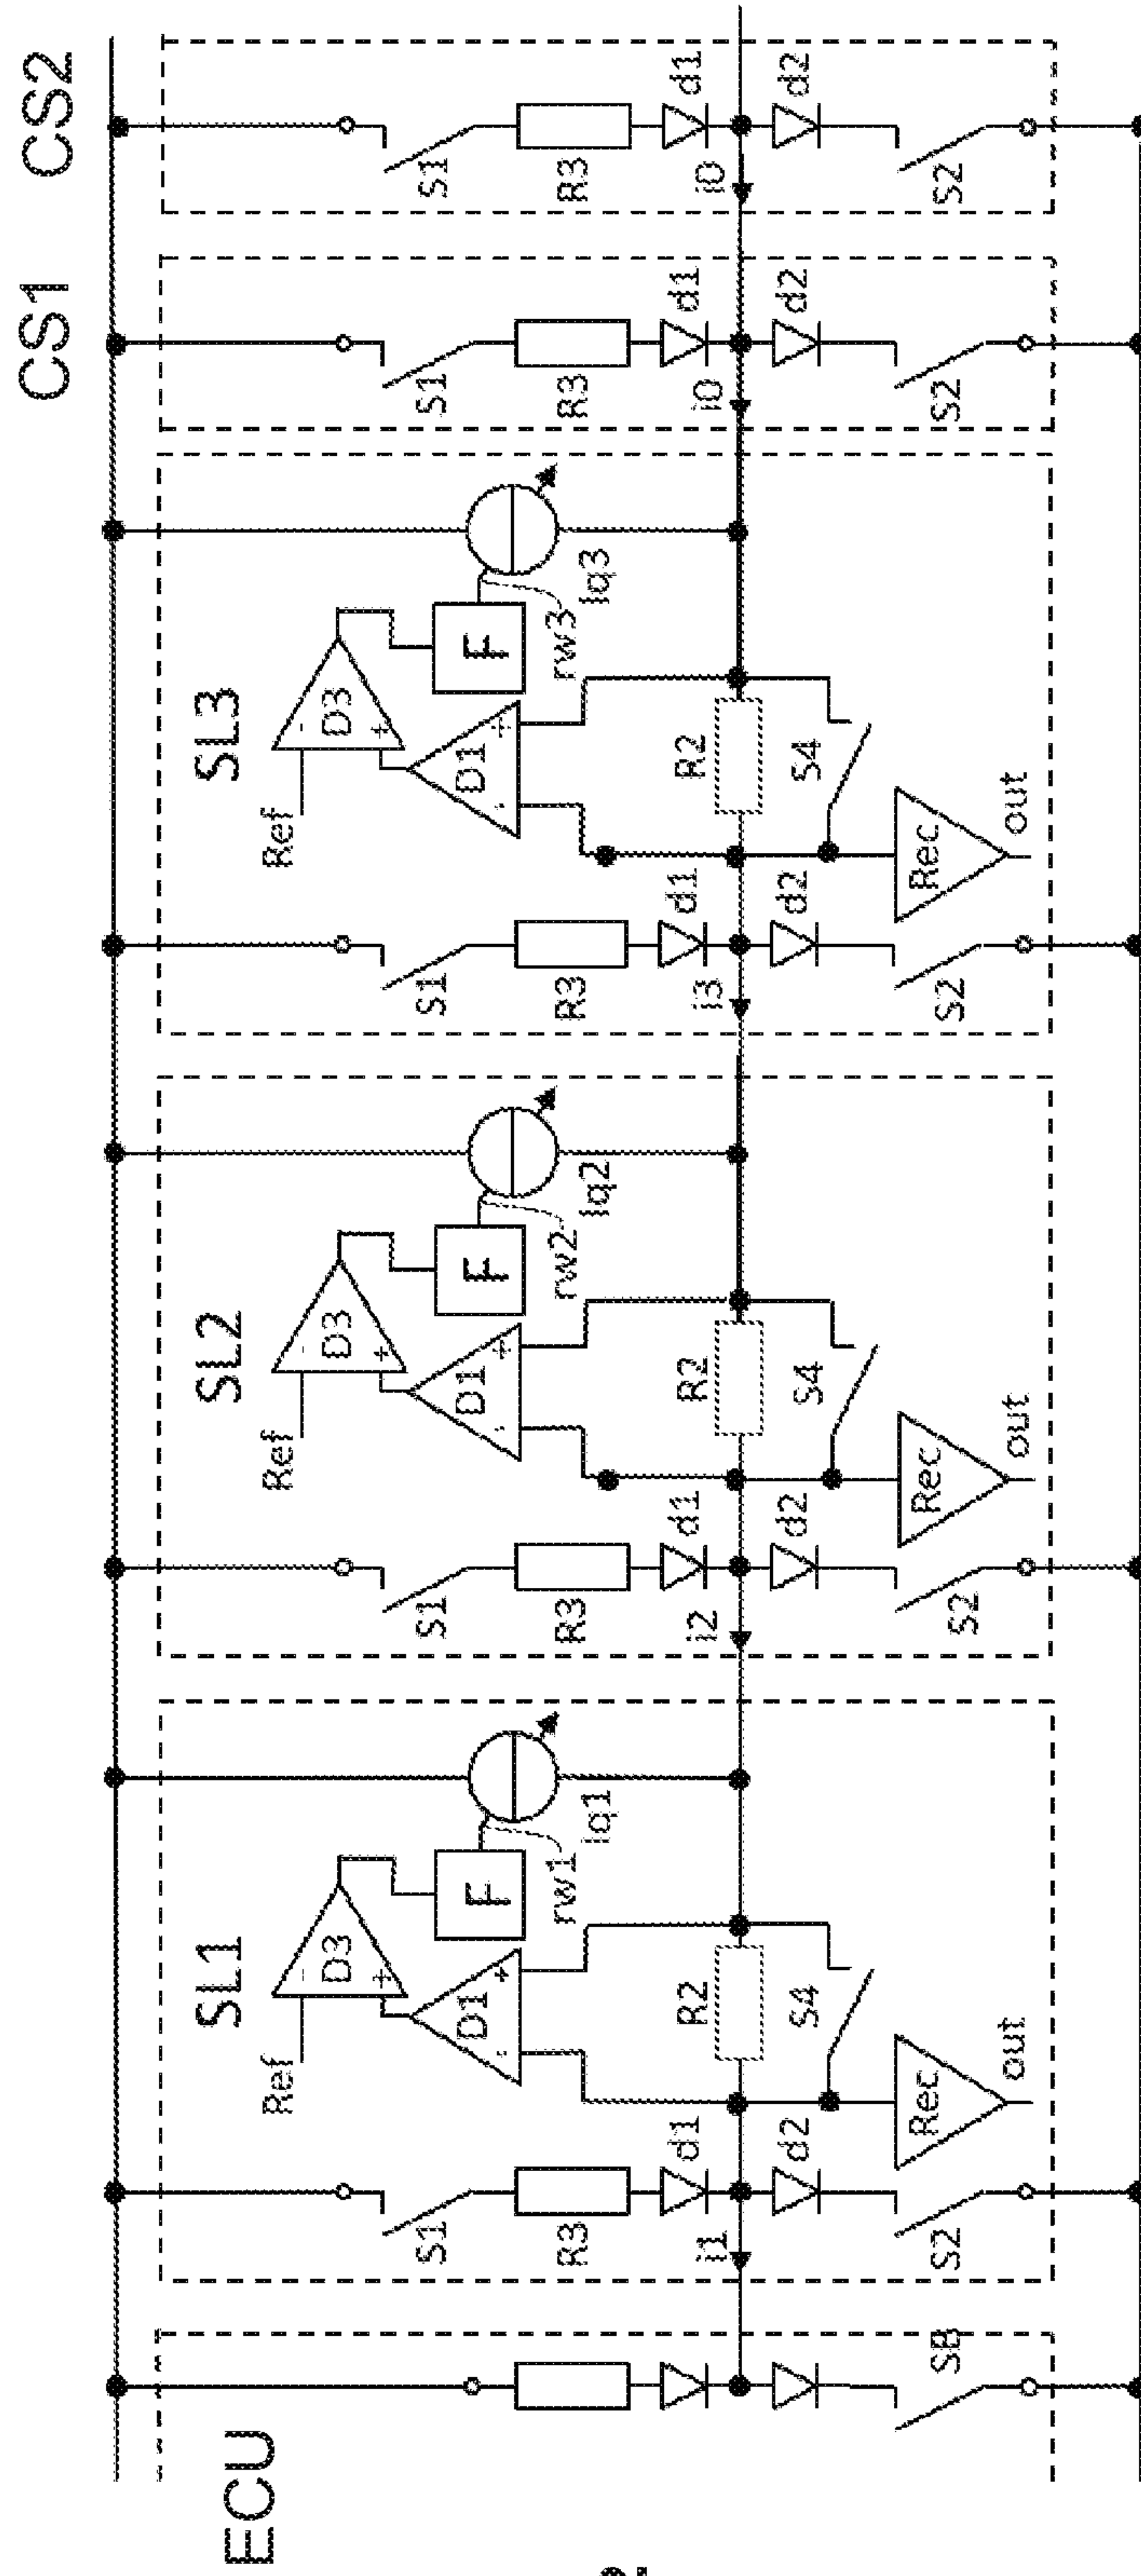 ECU
SB
SL1
Ref
D3
D1
F
rw1
Iq1
S1
R3
d1
i1
d2
S2
R2
S4
Rec
out
SL2
Ref
D3
D1
F
rw2
Iq2
S1
R3
d1
i2
d2
S2
R2
S4
Rec
out
SL3
Ref
D3
D1
F
rw3
Iq3
S1
R3
d1
i3
d2
S2
R2
S4
Rec
out
CS1
S1
R3
d1
i0
d2
S2
CS2
S1
R3
d1
i0
d2
S2